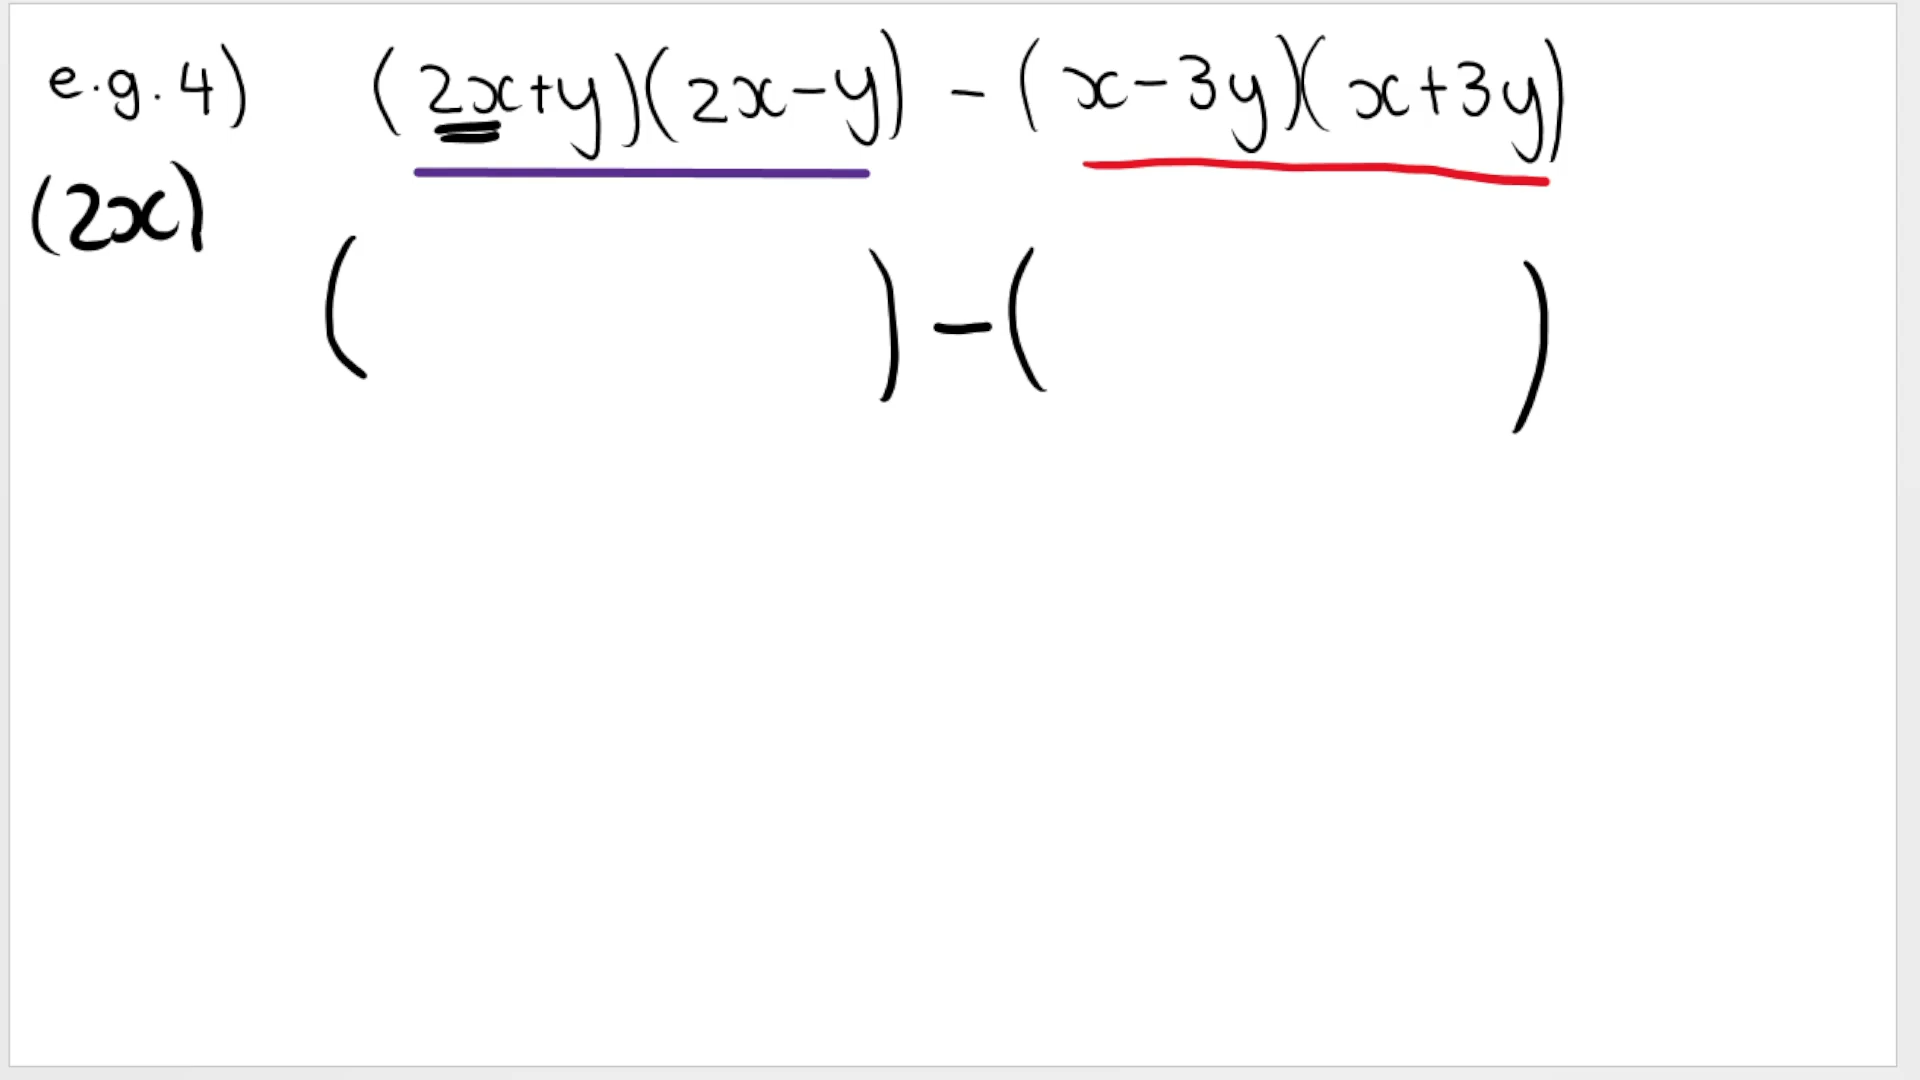 e.g. 4) (2x+y)(2x-y) - (x-3y)(x+3y)
(2x)
( ) - ( )